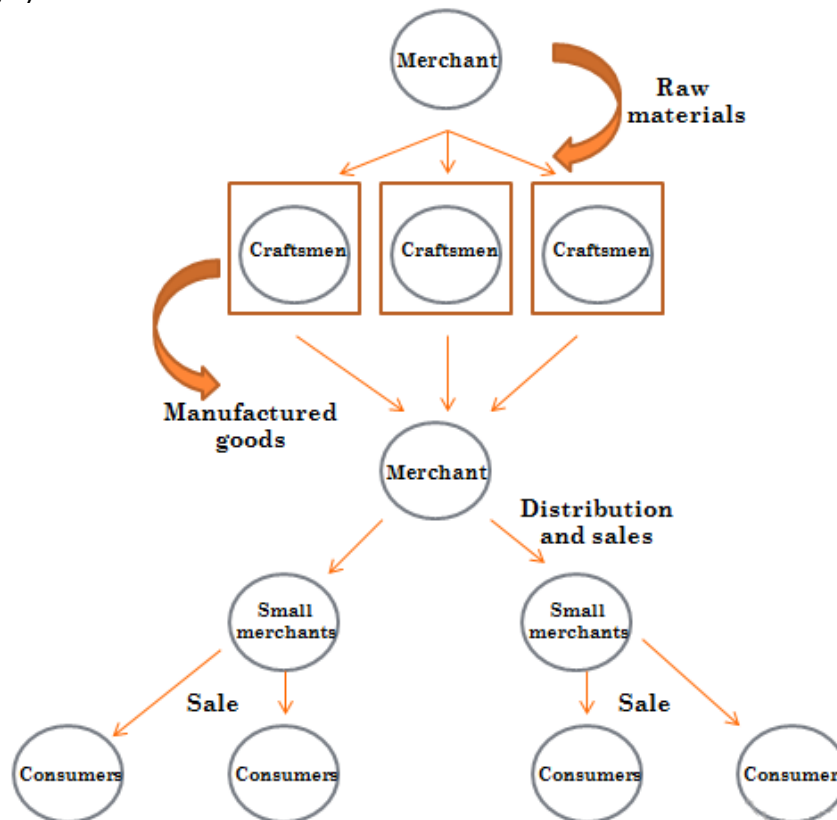 Merchant
Raw
materials
Craftsmen
Craftsmen
Craftsmen
Manufactured
goods
Merchant
Distribution
and sales
Small
merchants
Small
merchants
Sale
Sale
Consumers
Consumers
Consumers
Consumer